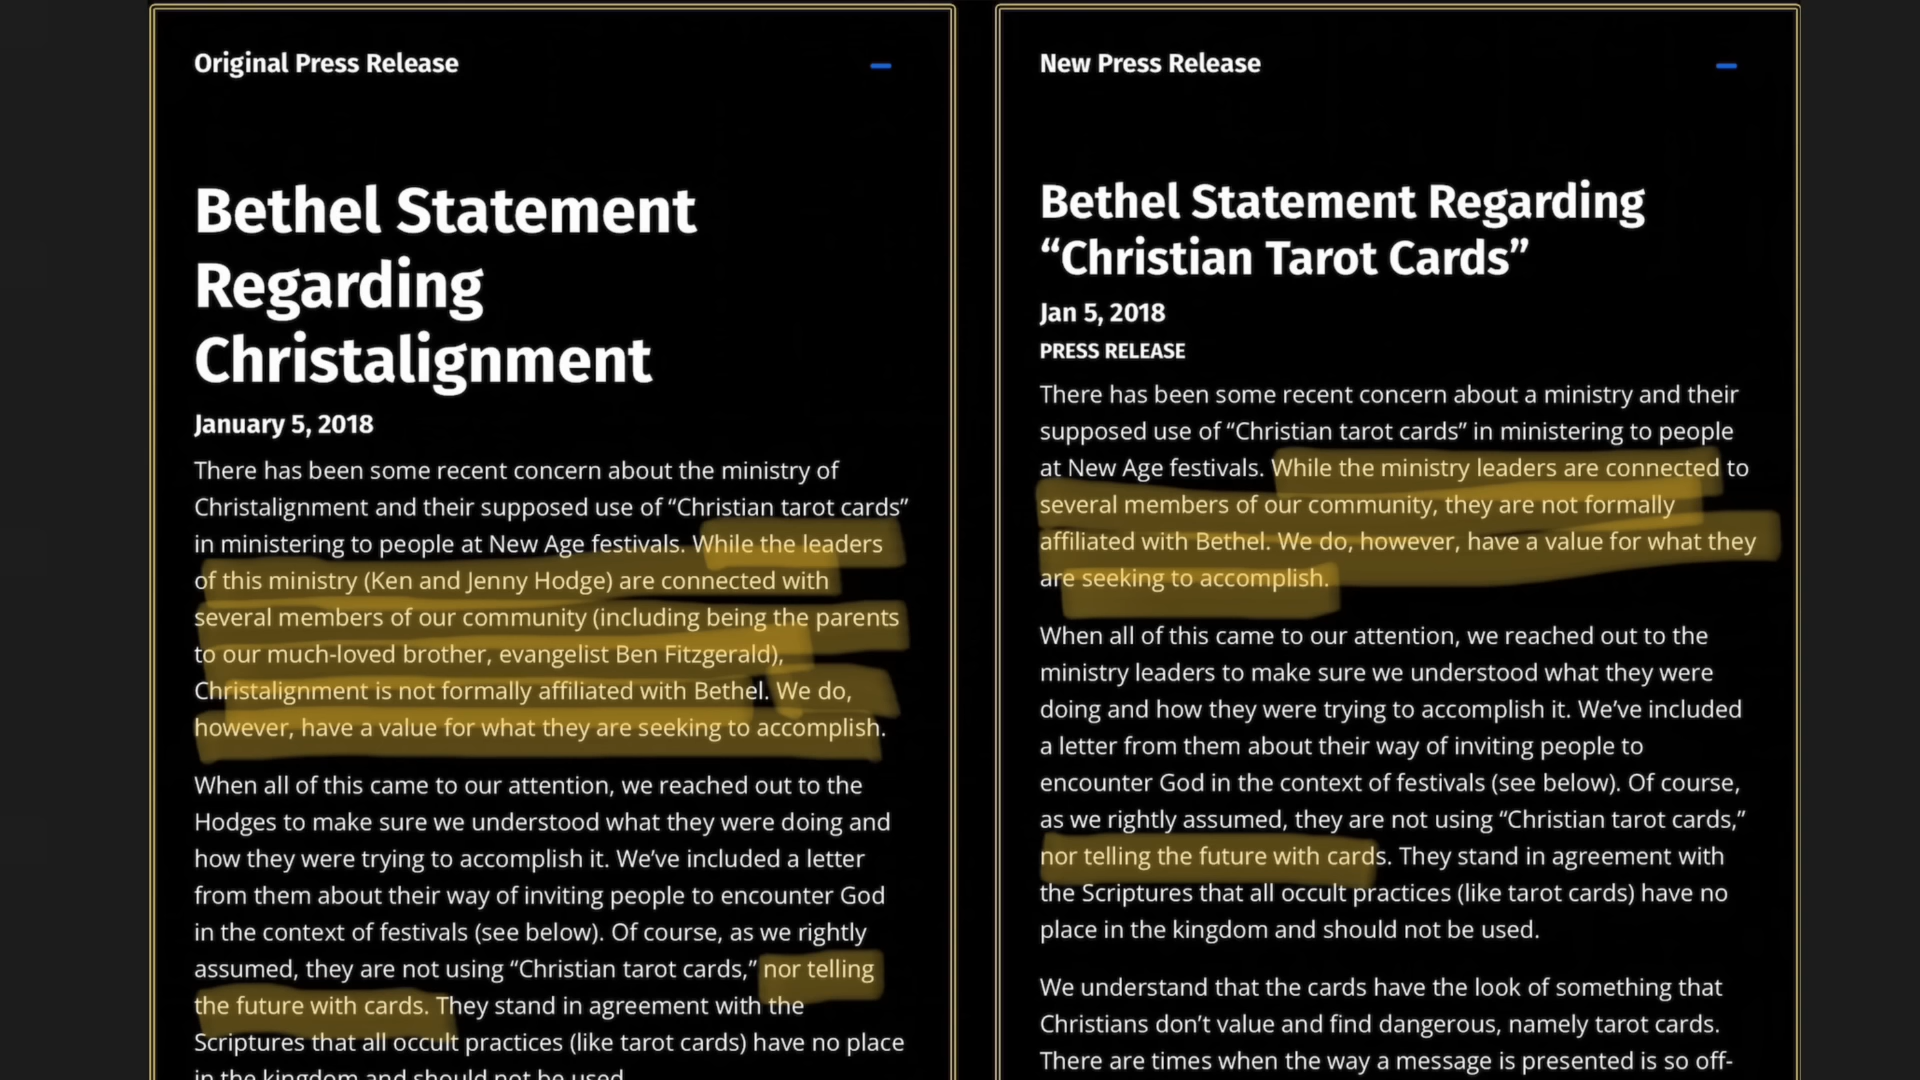 Original Press Release
Bethel Statement
Regarding
Christalignment
January 5, 2018
There has been some recent concern about the ministry of
Christalignment and their supposed use of “Christian tarot cards”
in ministering to people at New Age festivals. While the leaders
of this ministry (Ken and Jenny Hodge) are connected with
several members of our community (including being the parents
to our much-loved brother, evangelist Ben Fitzgerald),
Christalignment is not formally affiliated with Bethel. We do,
however, have a value for what they are seeking to accomplish.
When all of this came to our attention, we reached out to the
Hodges to make sure we understood what they were doing and
how they were trying to accomplish it. We’ve included a letter
from them about their way of inviting people to encounter God
in the context of festivals (see below). Of course, as we rightly
assumed, they are not using “Christian tarot cards,” nor telling
the future with cards. They stand in agreement with the
Scriptures that all occult practices (like tarot cards) have no place
in the kingdom and should not be used.
New Press Release
Bethel Statement Regarding
“Christian Tarot Cards”
Jan 5, 2018
PRESS RELEASE
There has been some recent concern about a ministry and their
supposed use of “Christian tarot cards” in ministering to people
at New Age festivals. While the ministry leaders are connected to
several members of our community, they are not formally
affiliated with Bethel. We do, however, have a value for what they
are seeking to accomplish.
When all of this came to our attention, we reached out to the
ministry leaders to make sure we understood what they were
doing and how they were trying to accomplish it. We’ve included
a letter from them about their way of inviting people to
encounter God in the context of festivals (see below). Of course,
as we rightly assumed, they are not using “Christian tarot cards,”
nor telling the future with cards. They stand in agreement with
the Scriptures that all occult practices (like tarot cards) have no
place in the kingdom and should not be used.
We understand that the cards have the look of something that
Christians don’t value and find dangerous, namely tarot cards.
There are times when the way a message is presented is so off-